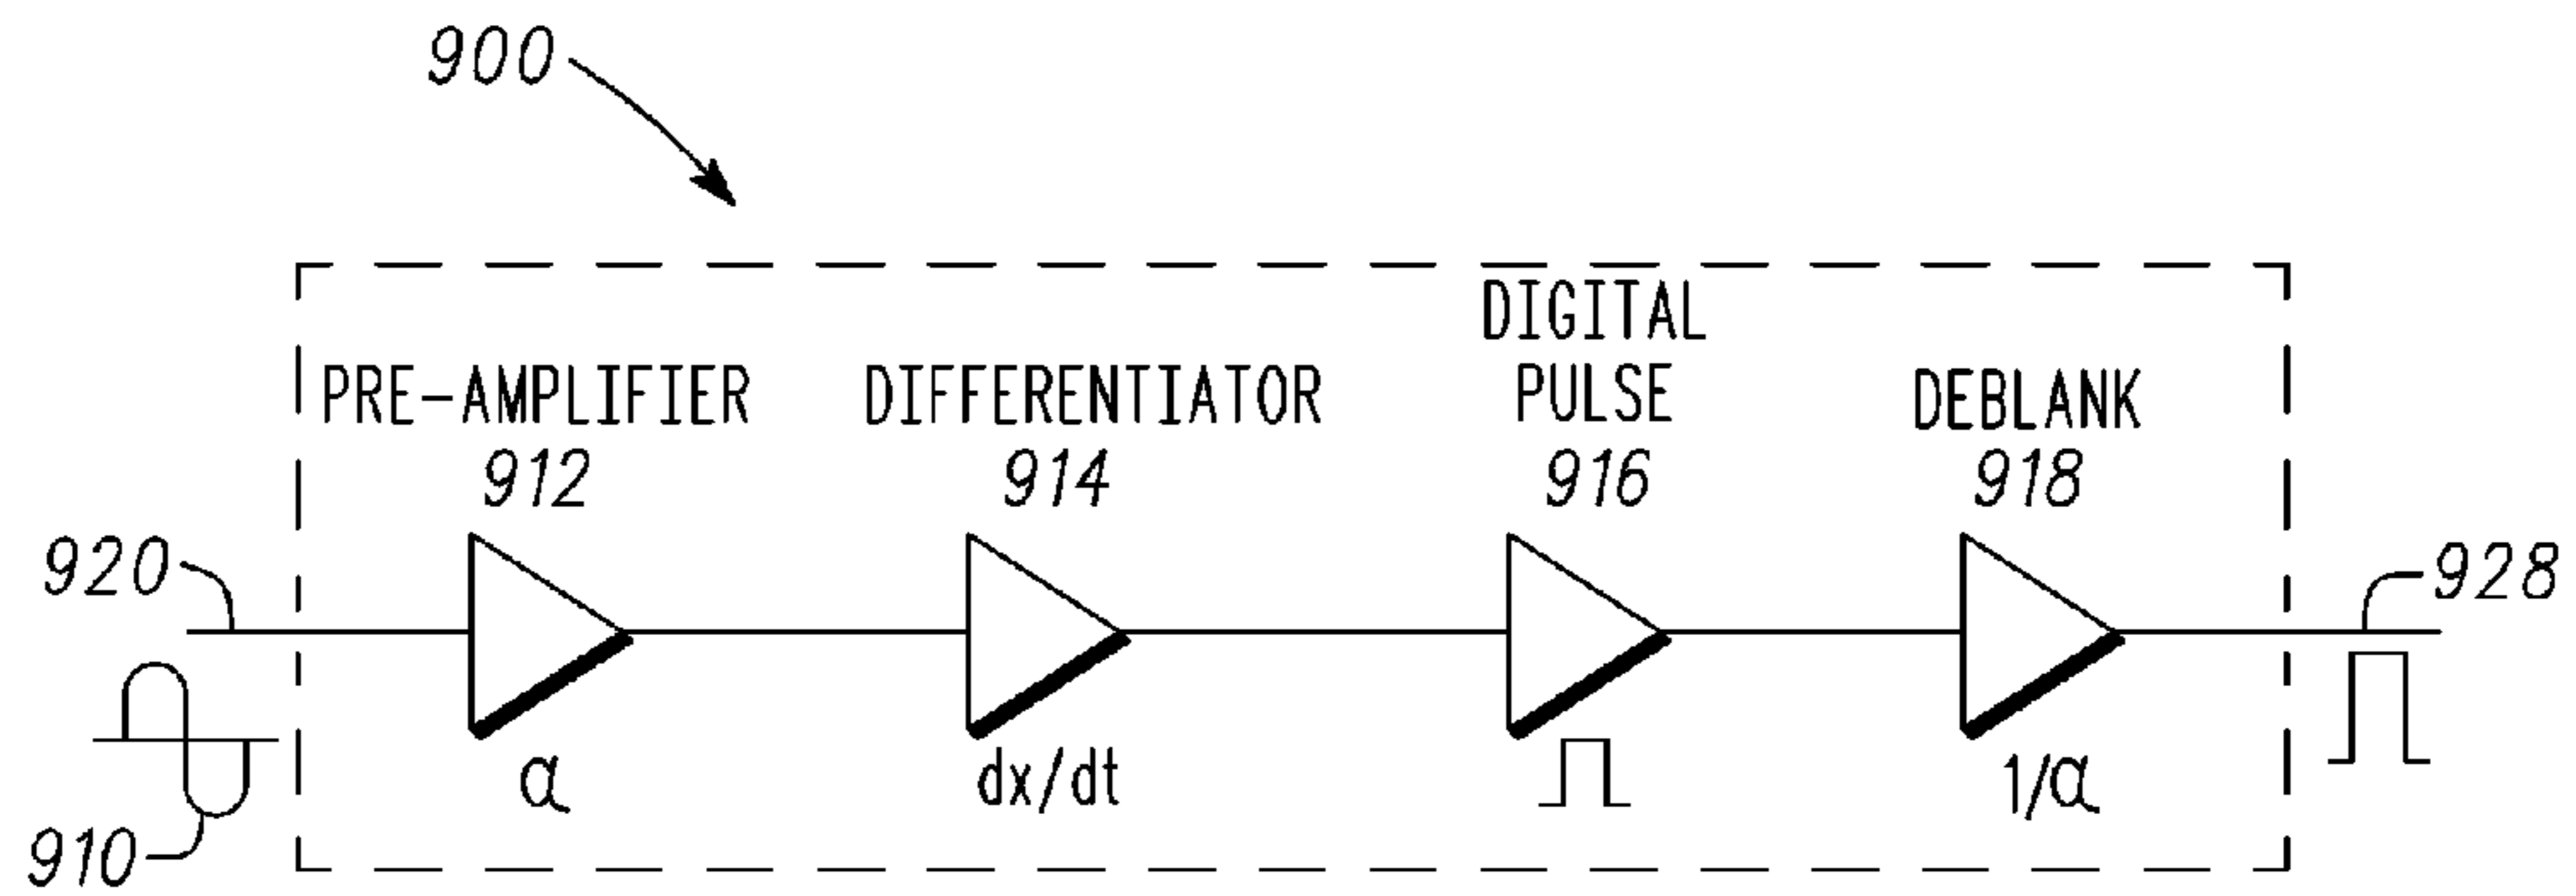 900
DIGITAL
PULSE
PRE-AMPLIFIER
DIFFERENTIATOR
DEBLANK
912
914
916
918
920
928
910
α
dx/dt
1/α